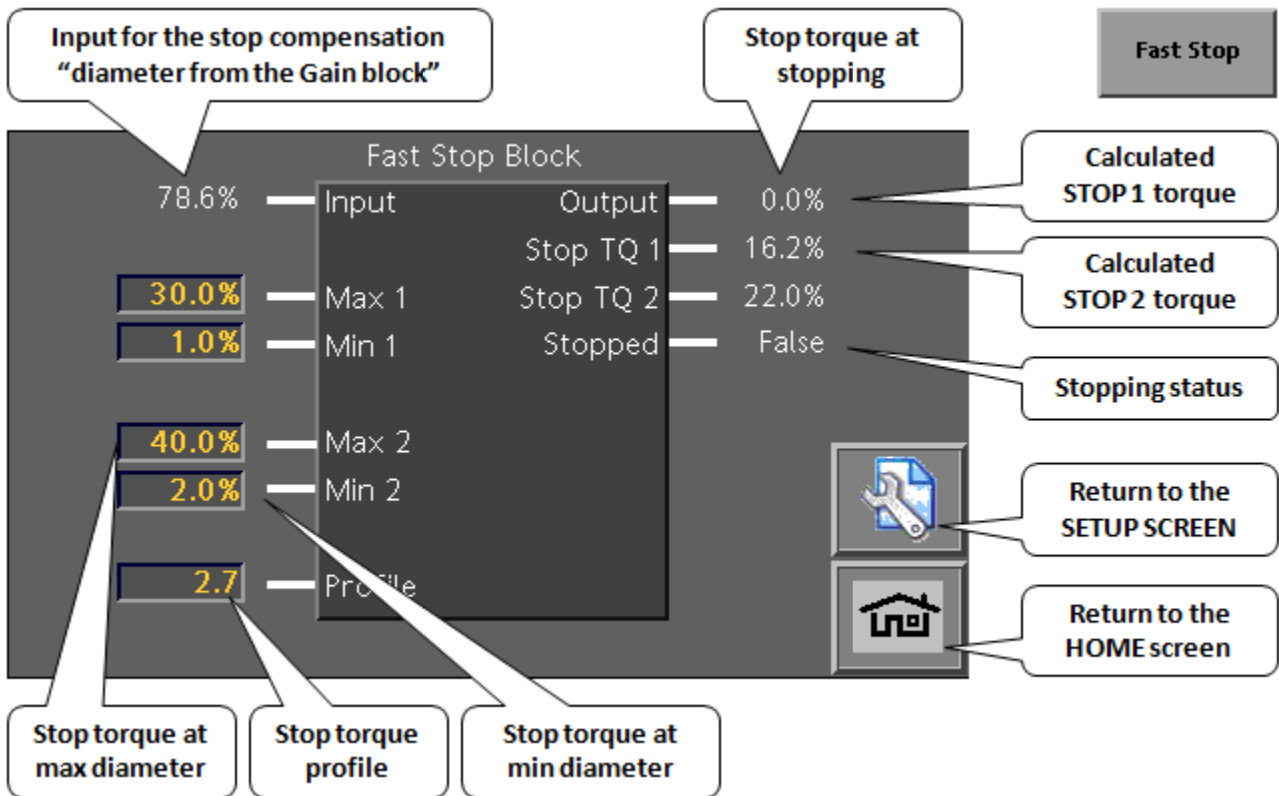 Input for the stop compensation
“diameter from the Gain block”
Stop torque at
stopping
Fast Stop
Fast Stop Block
78.6% Input Output 0.0%
Stop TQ 1 16.2%
30.0% Max 1 Stop TQ 2 22.0%
1.0% Min 1 Stopped False
40.0% Max 2
2.0% Min 2
2.7 Profile
Calculated
STOP 1 torque
Calculated
STOP 2 torque
Stopping status
Return to the
SETUP SCREEN
Return to the
HOME screen
Stop torque at
max diameter
Stop torque
profile
Stop torque at
min diameter